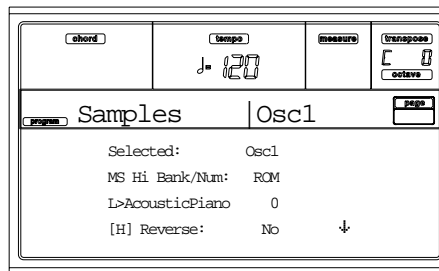 chord tempo measure transpose
♩= 120 C 0
octave
program Samples Osc1 page
Selected: Osc1
MS Hi Bank/Num: ROM
L>AcousticPiano 0
[H] Reverse: No